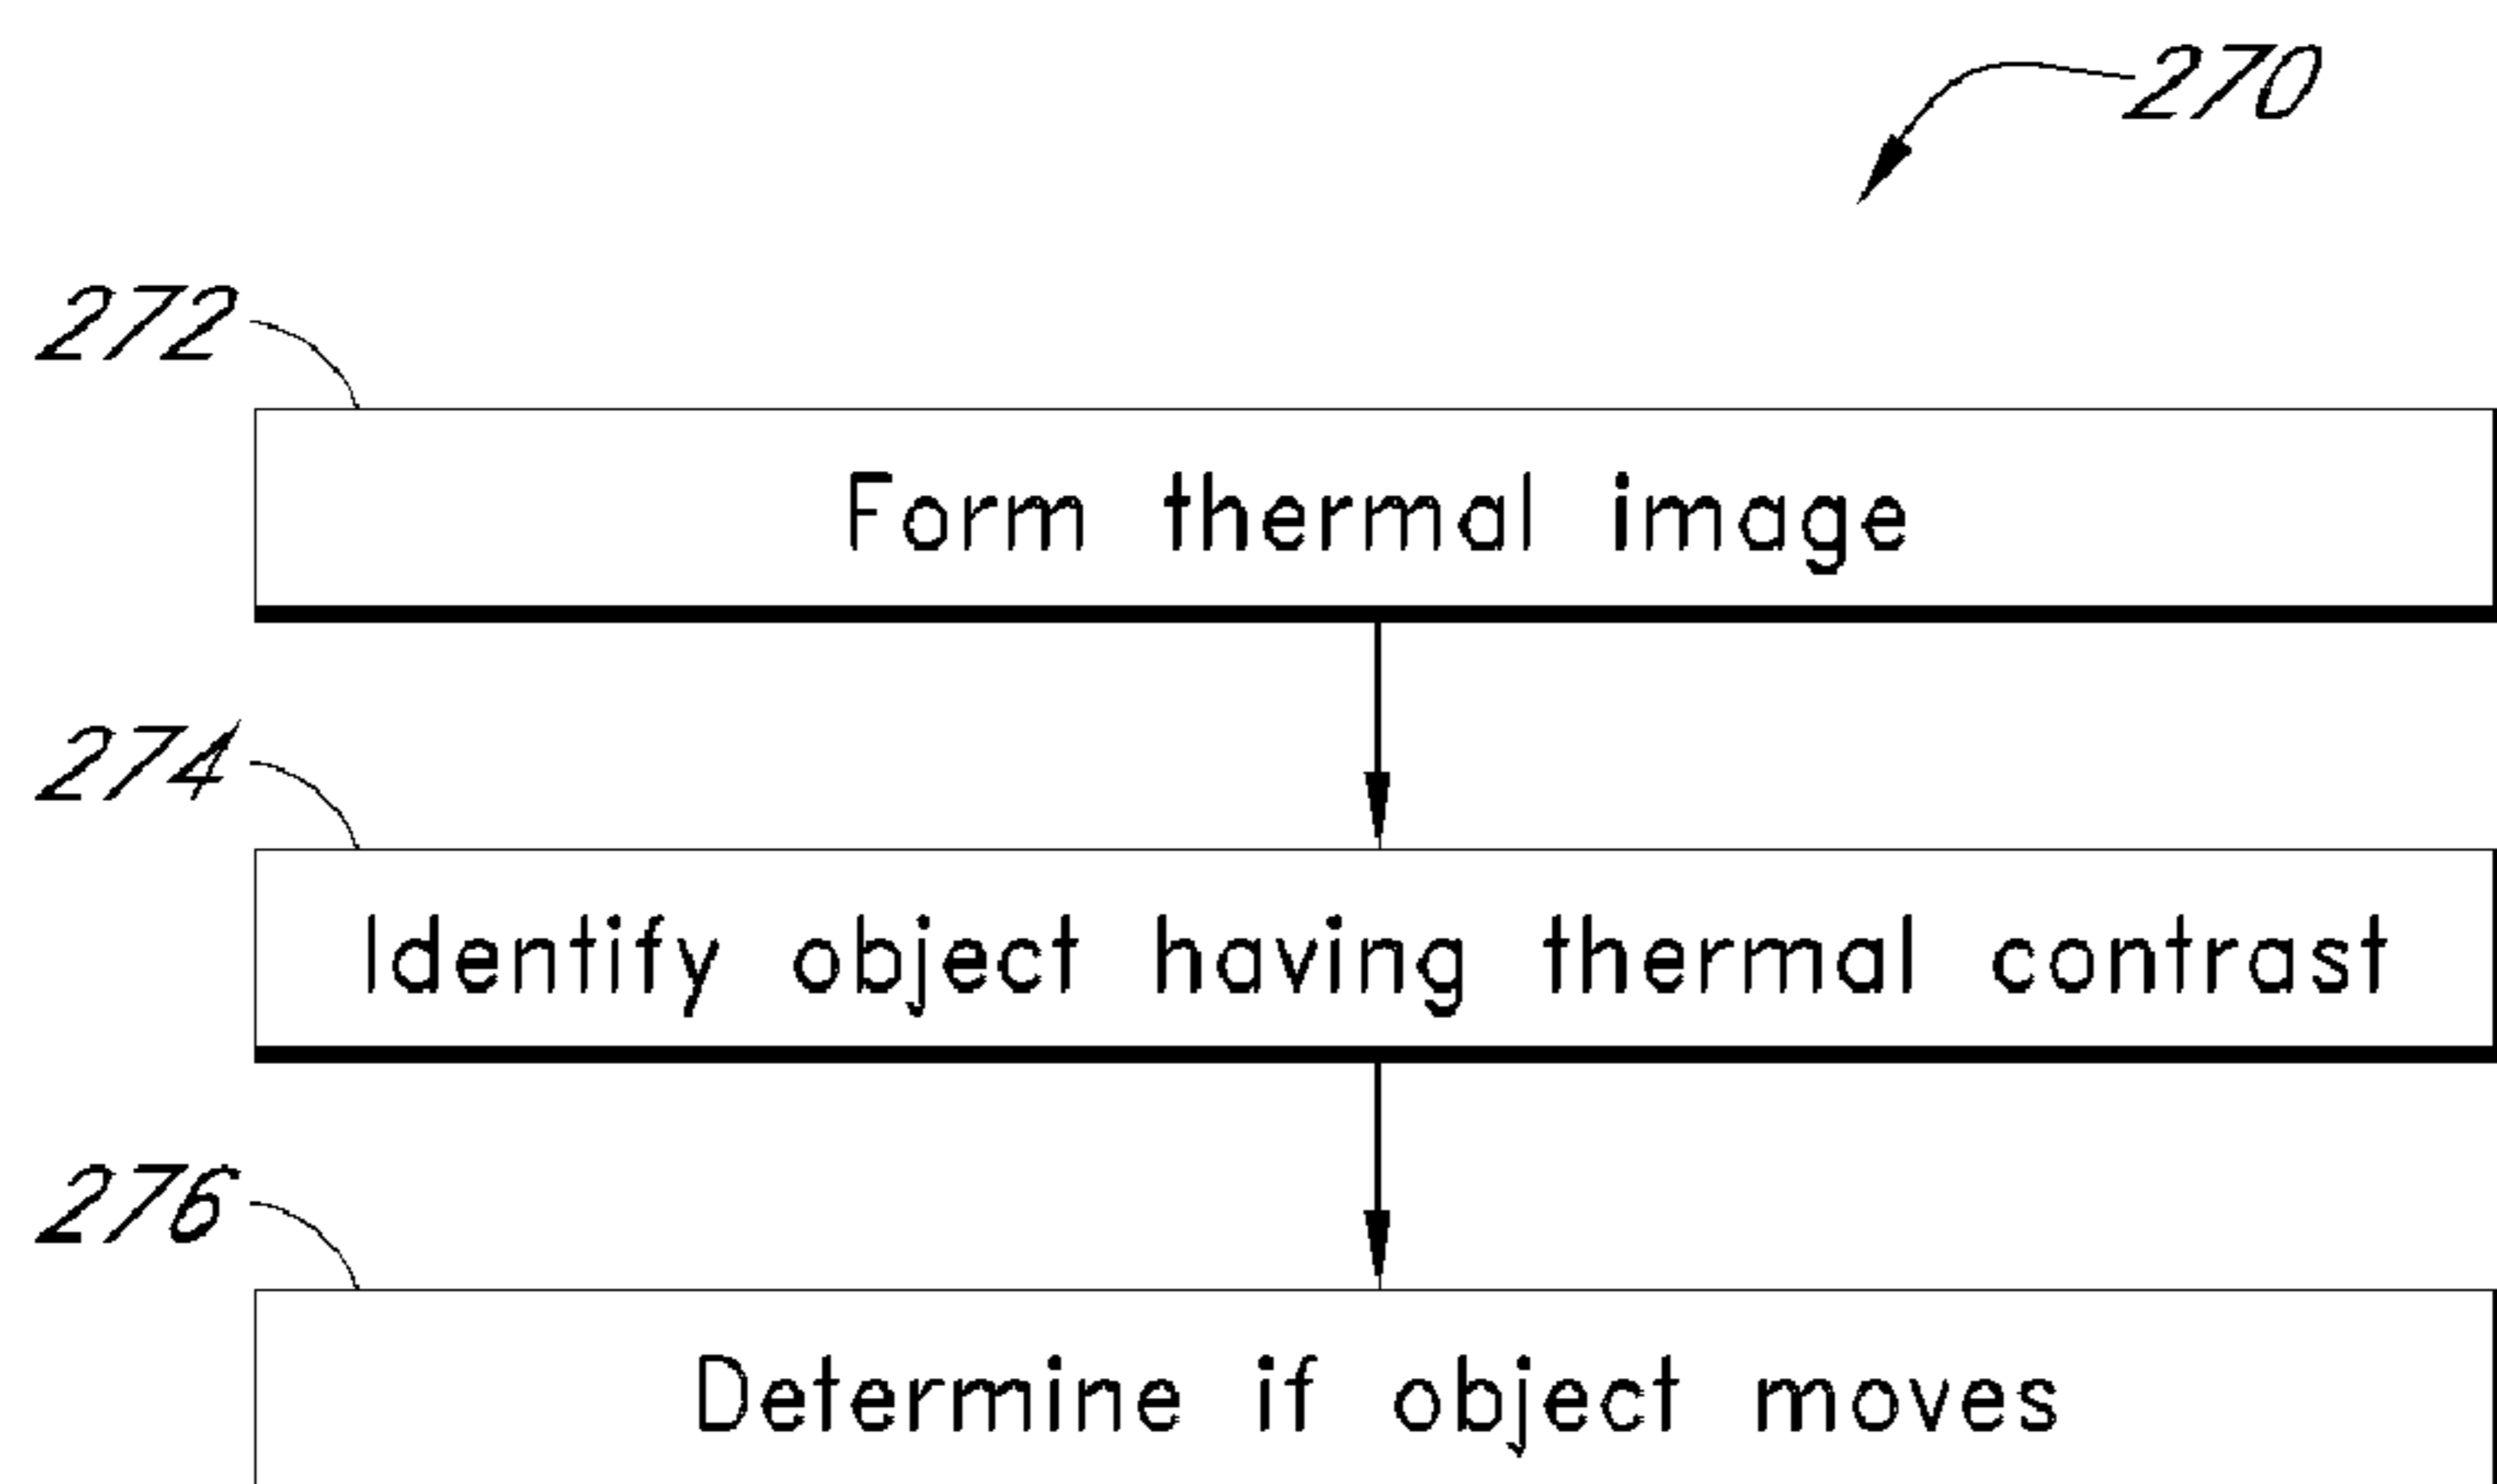 270
272
Form thermal image
274
Identify object having thermal contrast
276
Determine if object moves